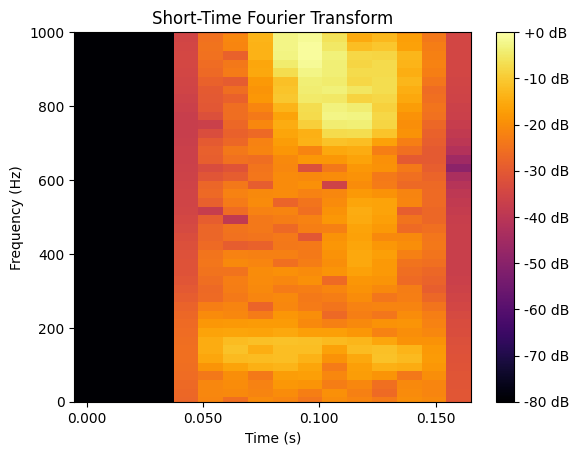 Short-Time Fourier Transform
1000
800
600
400
200
0
Frequency (Hz)
0.000
0.050
0.100
0.150
Time (s)
+0 dB
-10 dB
-20 dB
-30 dB
-40 dB
-50 dB
-60 dB
-70 dB
-80 dB